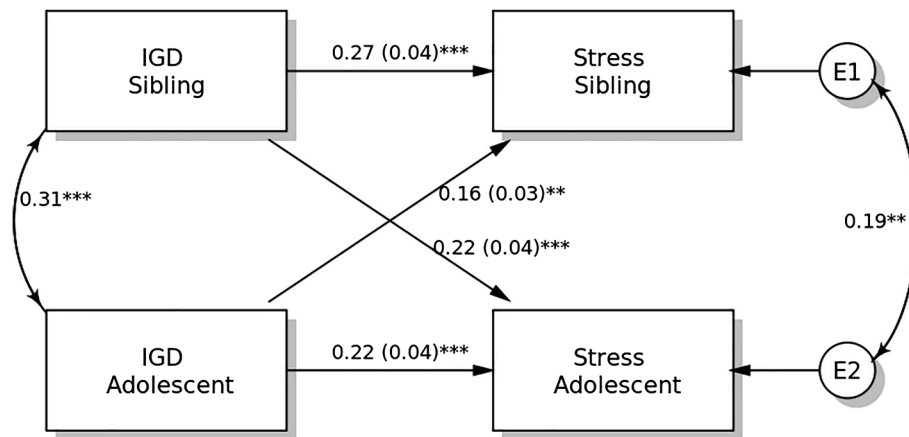 IGD
Sibling
0.27 (0.04)***
Stress
Sibling
E1
0.31***
0.16 (0.03)**
0.22 (0.04)***
0.19**
IGD
Adolescent
0.22 (0.04)***
Stress
Adolescent
E2